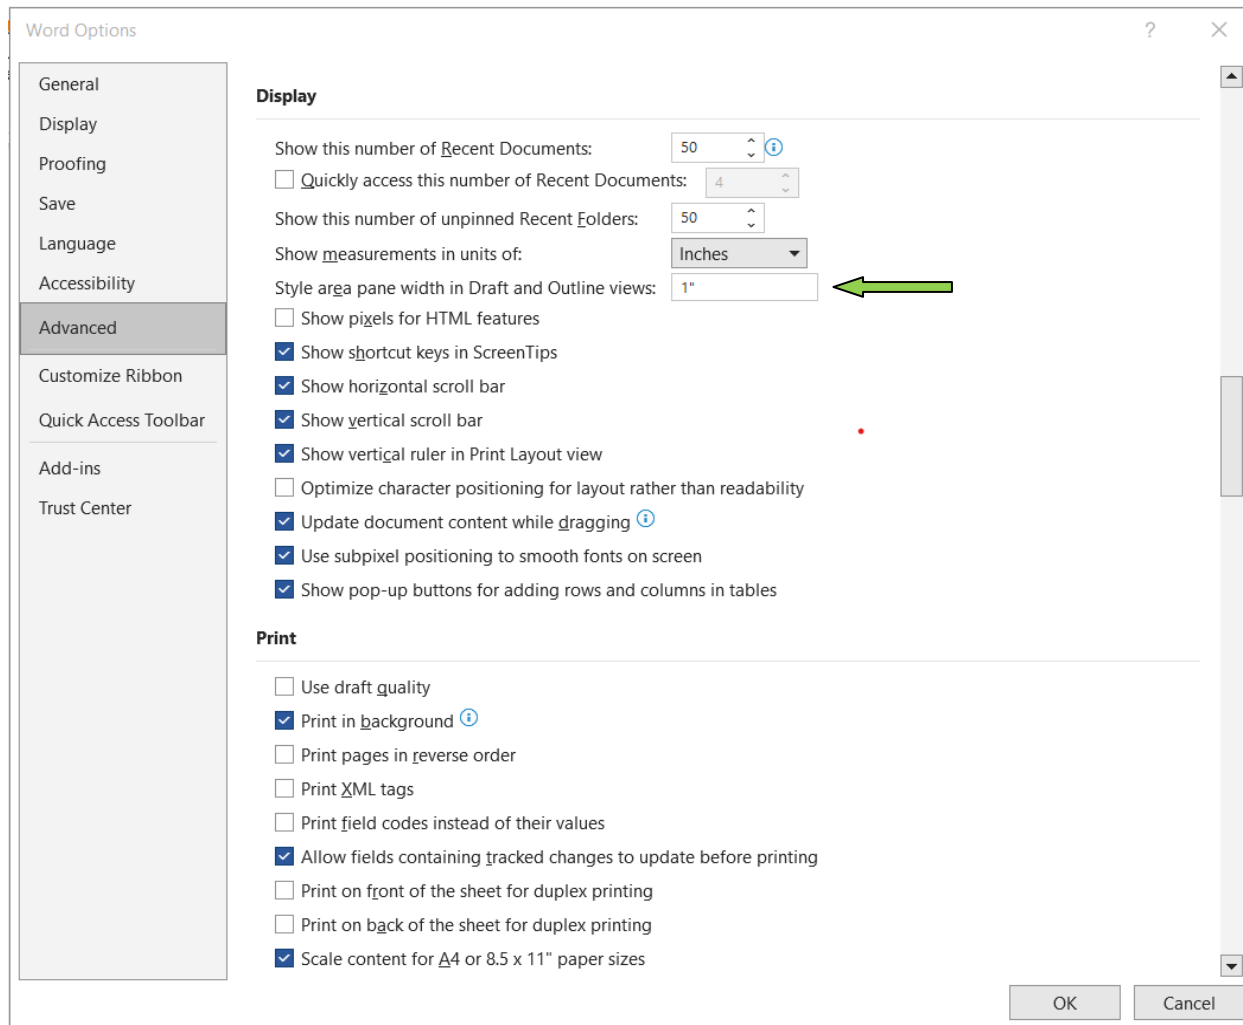 Word Options
?
General
Display
Proofing
Save
Language
Accessibility
Advanced
Customize Ribbon
Quick Access Toolbar
Add-ins
Trust Center
Display
Show this number of Recent Documents: 50
Quickly access this number of Recent Documents: 4
Show this number of unpinned Recent Folders: 50
Show measurements in units of: Inches
Style area pane width in Draft and Outline views: 1"
Show pixels for HTML features
Show shortcut keys in ScreenTips
Show horizontal scroll bar
Show vertical scroll bar
Show vertical ruler in Print Layout view
Optimize character positioning for layout rather than readability
Update document content while dragging
Use subpixel positioning to smooth fonts on screen
Show pop-up buttons for adding rows and columns in tables
Print
Use draft quality
Print in background
Print pages in reverse order
Print XML tags
Print field codes instead of their values
Allow fields containing tracked changes to update before printing
Print on front of the sheet for duplex printing
Print on back of the sheet for duplex printing
Scale content for A4 or 8.5 x 11" paper sizes
OK
Cancel